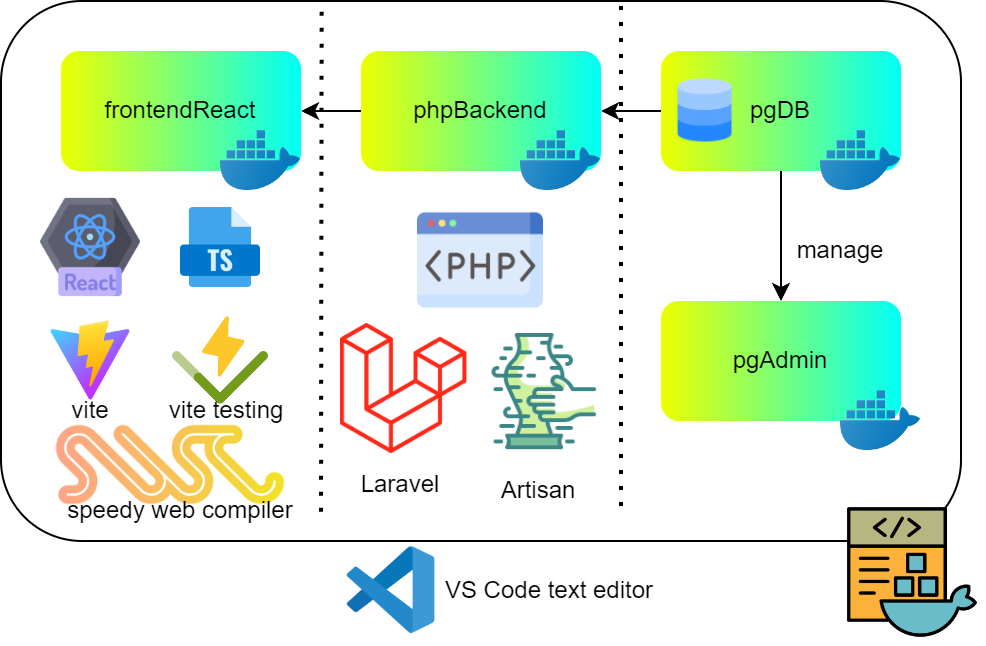 frontendReact
phpBackend
pgDB
React
TS
<PHP>
manage
vite
vite testing
pgAdmin
speedy web compiler
Laravel
Artisan
</>
VS Code text editor